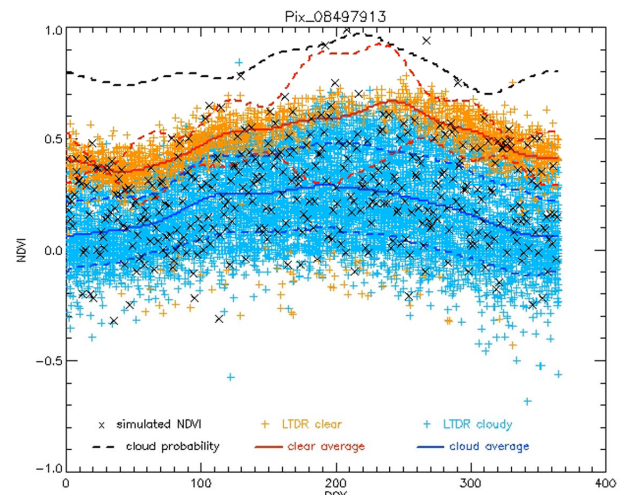 Pix_08497913
1.0
0.5
0.0
-0.5
-1.0
NDVI
simulated NDVI LTDR clear LTDR cloudy
cloud probability clear average cloud average
0 100 200 300 400